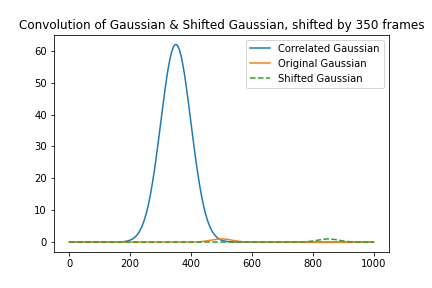 Convolution of Gaussian & Shifted Gaussian, shifted by 350 frames
Correlated Gaussian
Original Gaussian
Shifted Gaussian
60
50
40
30
20
10
0
0 200 400 600 800 1000